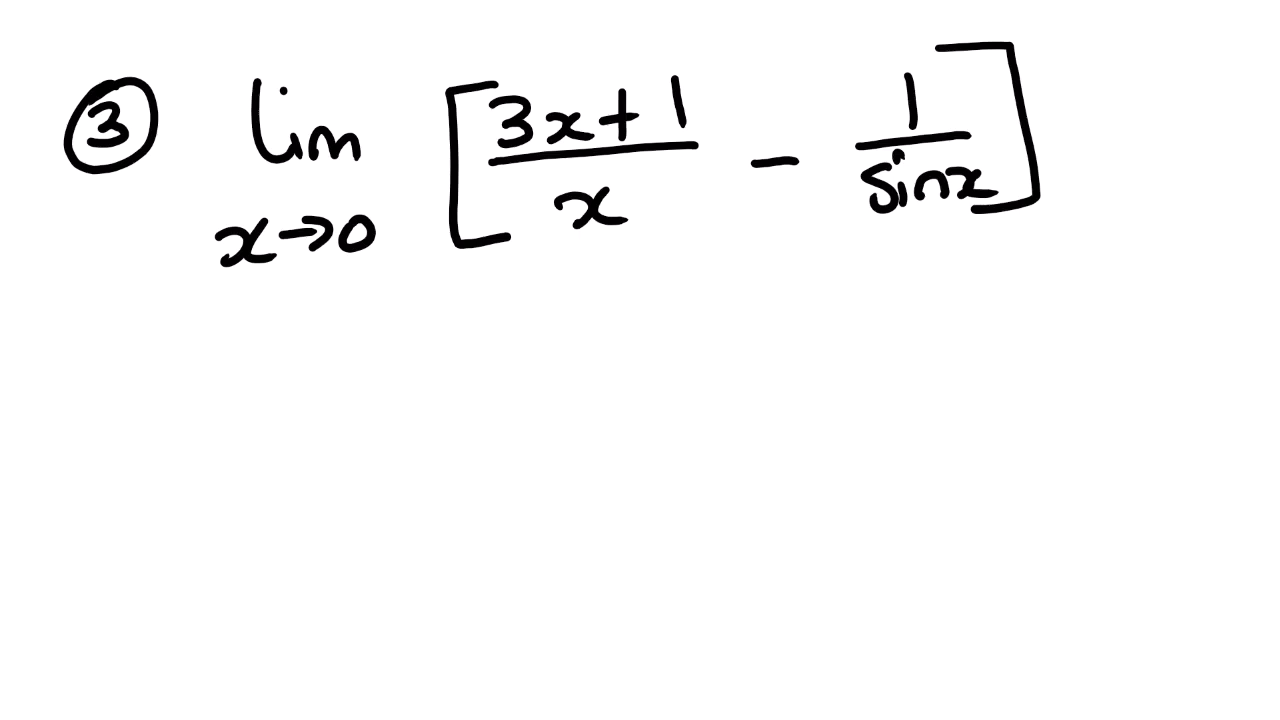 ③ lim [ (3x+1)/x - 1/sinx ]
x→0